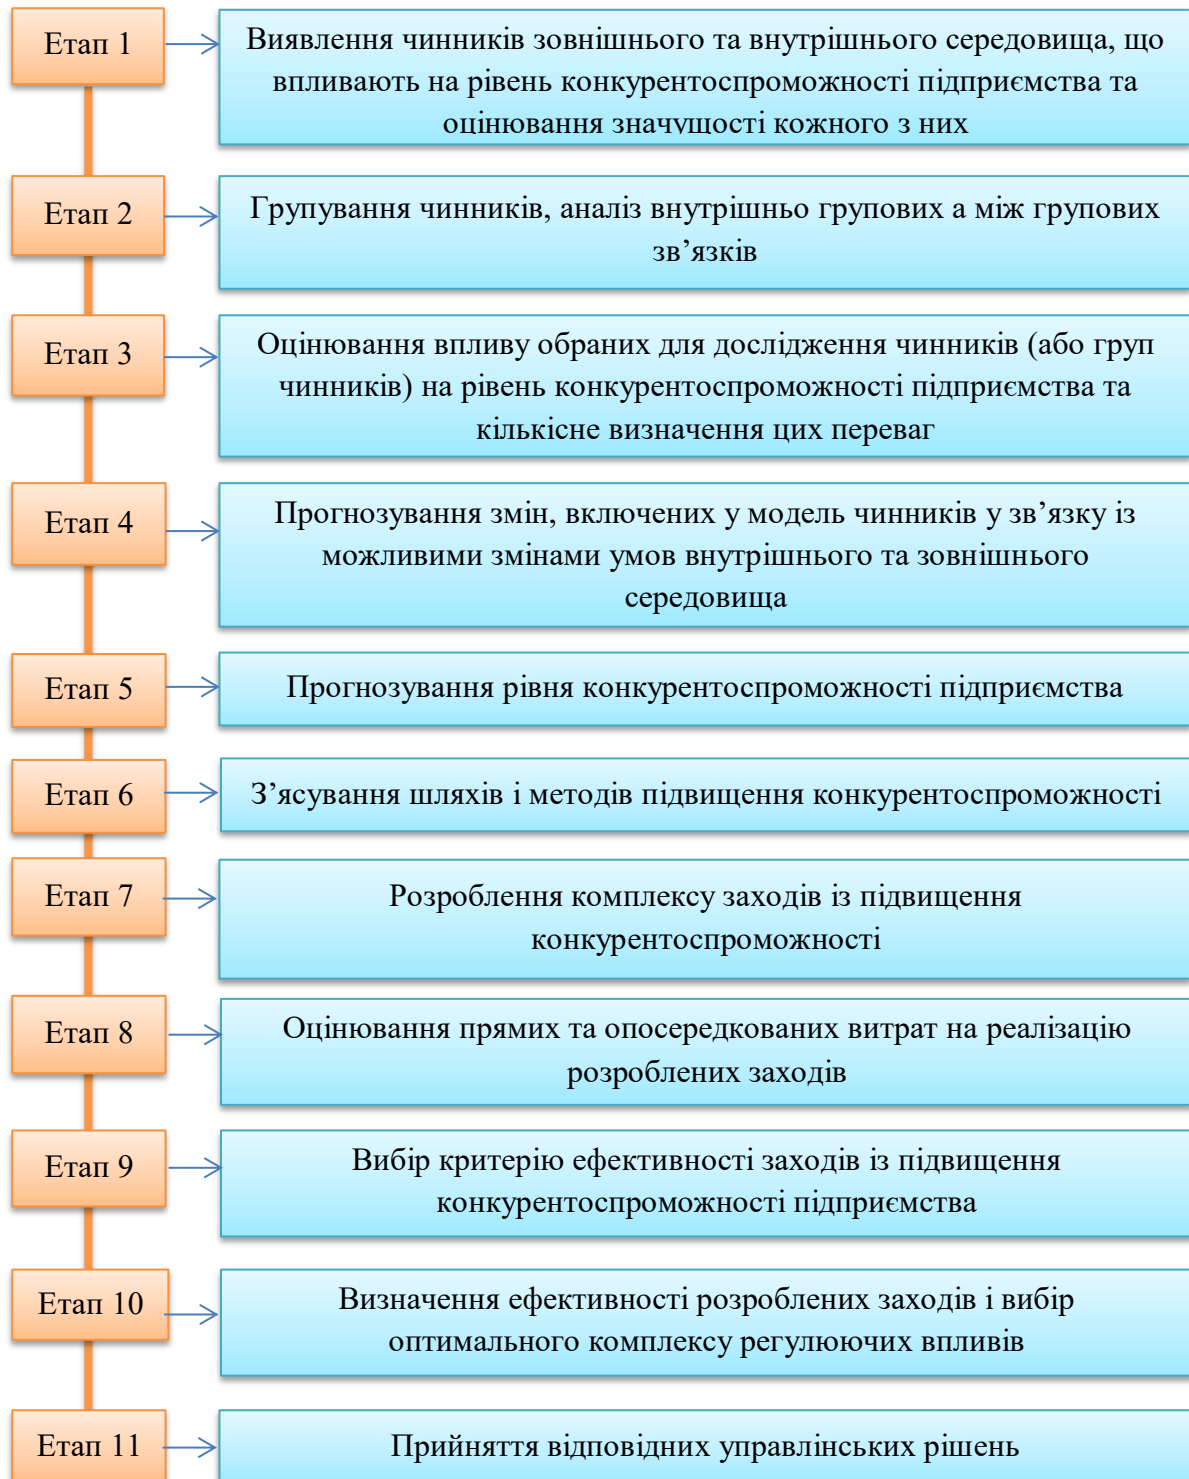 Етап 1
Виявлення чинників зовнішнього та внутрішнього середовища, що
впливають на рівень конкурентоспроможності підприємства та
оцінювання значущості кожного з них
Етап 2
Групування чинників, аналіз внутрішньо групових а між групових
зв’язків
Етап 3
Оцінювання впливу обраних для дослідження чинників (або груп
чинників) на рівень конкурентоспроможності підприємства та
кількісне визначення цих переваг
Етап 4
Прогнозування змін, включених у модель чинників у зв’язку із
можливими змінами умов внутрішнього та зовнішнього
середовища
Етап 5
Прогнозування рівня конкурентоспроможності підприємства
Етап 6
З’ясування шляхів і методів підвищення конкурентоспроможності
Етап 7
Розроблення комплексу заходів із підвищення
конкурентоспроможності
Етап 8
Оцінювання прямих та опосередкованих витрат на реалізацію
розроблених заходів
Етап 9
Вибір критерію ефективності заходів із підвищення
конкурентоспроможності підприємства
Етап 10
Визначення ефективності розроблених заходів і вибір
оптимального комплексу регулюючих впливів
Етап 11
Прийняття відповідних управлінських рішень